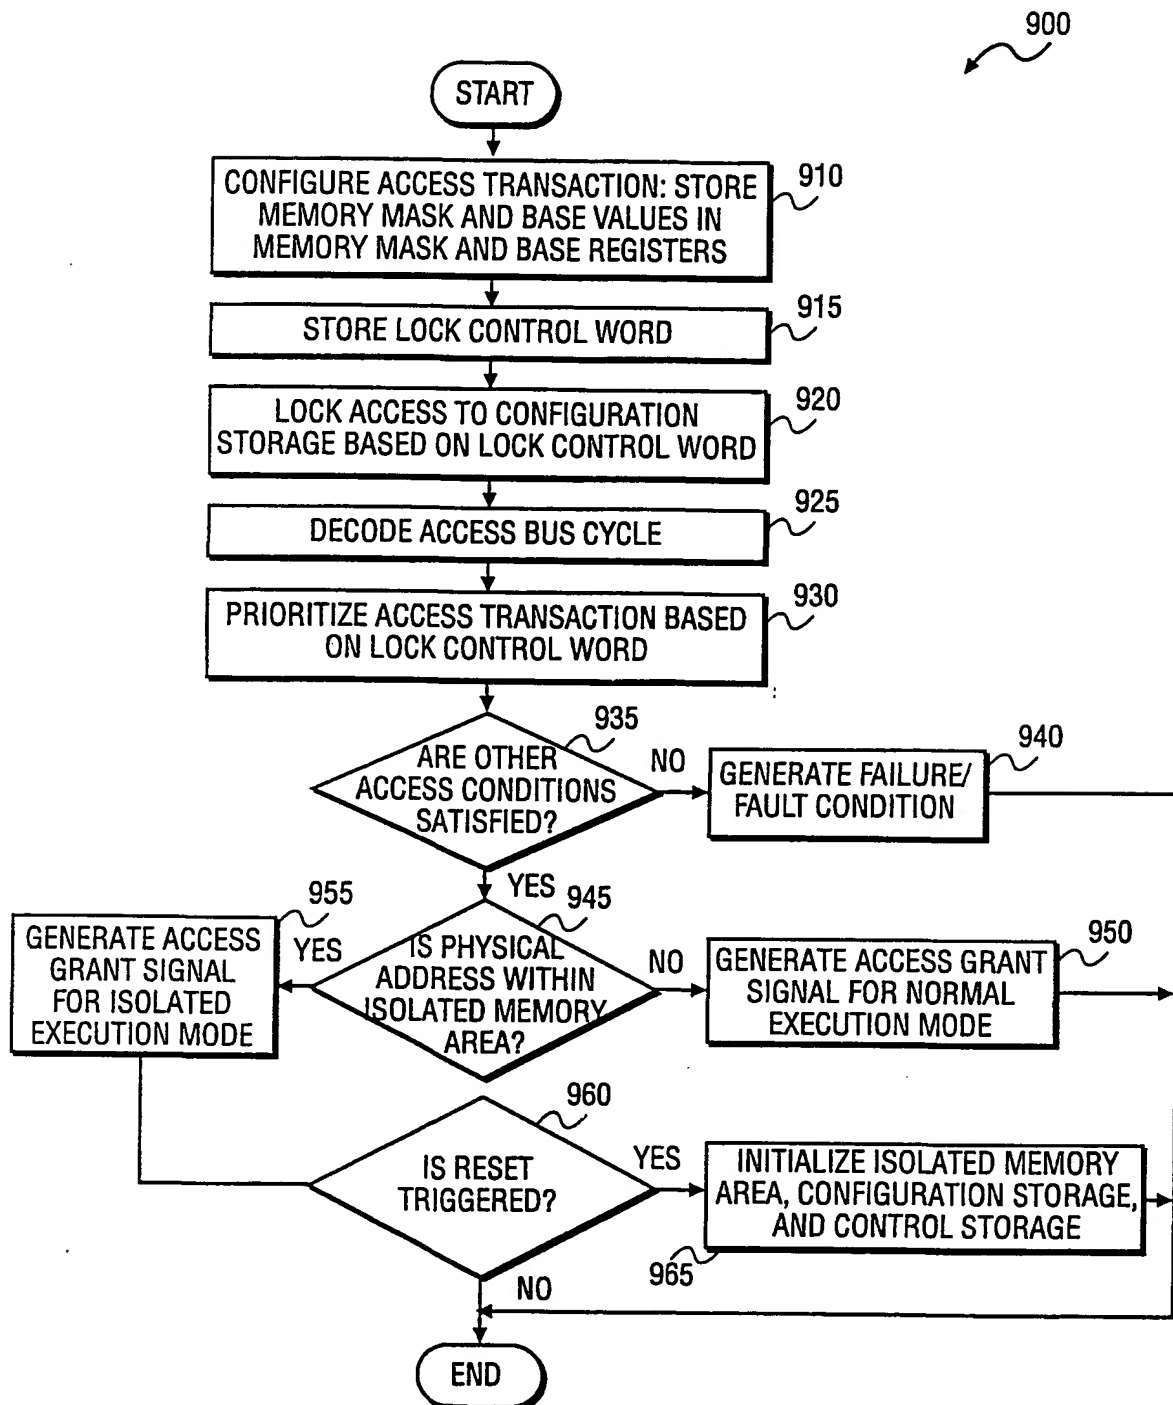 900
START
CONFIGURE ACCESS TRANSACTION: STORE
MEMORY MASK AND BASE VALUES IN
MEMORY MASK AND BASE REGISTERS
910
STORE LOCK CONTROL WORD
915
LOCK ACCESS TO CONFIGURATION
STORAGE BASED ON LOCK CONTROL WORD
920
DECODE ACCESS BUS CYCLE
925
PRIORITIZE ACCESS TRANSACTION BASED
ON LOCK CONTROL WORD
930
ARE OTHER
ACCESS CONDITIONS
SATISFIED?
935
NO
GENERATE FAILURE/
FAULT CONDITION
940
YES
IS PHYSICAL
ADDRESS WITHIN
ISOLATED MEMORY
AREA?
945
YES
GENERATE ACCESS
GRANT SIGNAL
FOR ISOLATED
EXECUTION MODE
955
NO
GENERATE ACCESS GRANT
SIGNAL FOR NORMAL
EXECUTION MODE
950
IS RESET
TRIGGERED?
960
YES
INITIALIZE ISOLATED MEMORY
AREA, CONFIGURATION STORAGE,
AND CONTROL STORAGE
965
NO
END